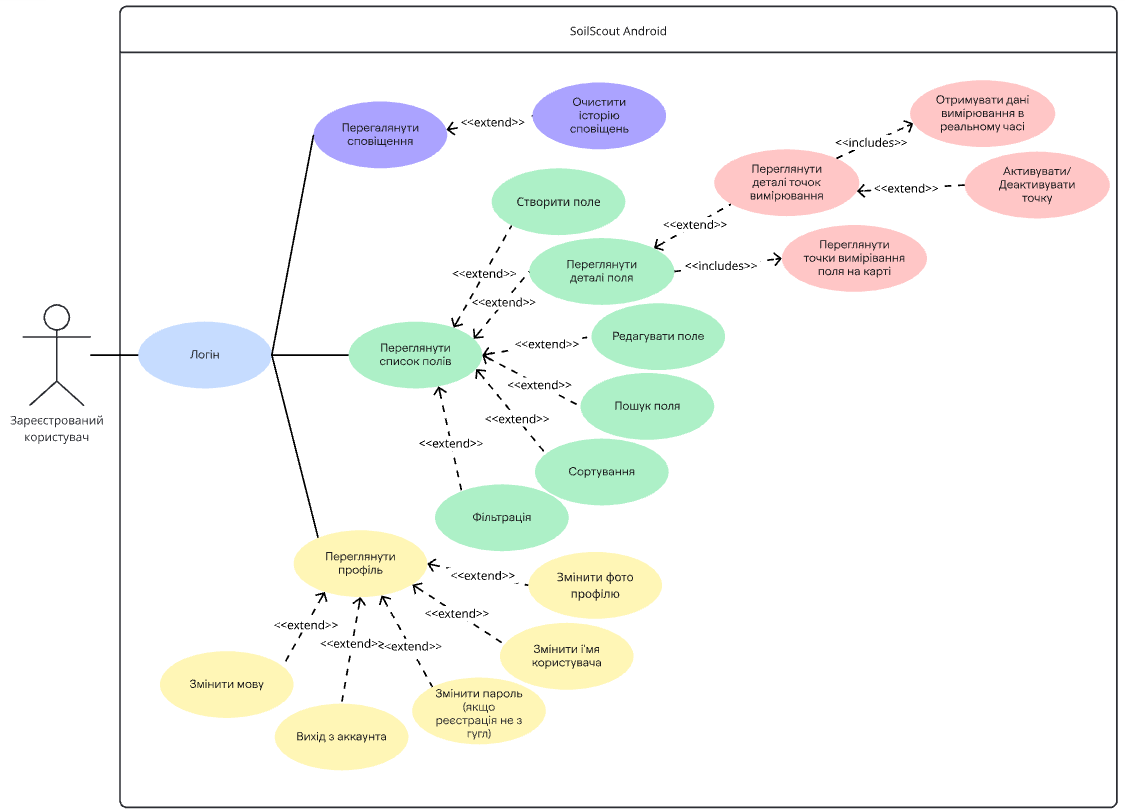 SoilScout Android
Перегалянути
сповіщення
<<extend>>
Очистити
історію
сповіщень
Отримувати дані
вимірювання в
реальному часі
<<includes>>
Переглянути
деталі точок
вимірювання
<<extend>>
Активувати/
Деактивувати
точку
Створити поле
<<extend>>
Переглянути
деталі поля
<<includes>>
Переглянути
точки вимірівання
поля на карті
<<extend>>
<<extend>>
Логін
Переглянути
список полів
<<extend>>
Редагувати поле
<<extend>>
Пошук поля
<<extend>>
Сортування
<<extend>>
Фільтрація
Зареєстрований
користувач
Переглянути
профіль
<<extend>>
Змінити фото
профілю
<<extend>>
Змінити і'мя
користувача
<<extend>>
Змінити мову
<<extend>>
Вихід з аккаунта
<<extend>>
Змінити пароль
(якщо
реєстрація не з
гугл)